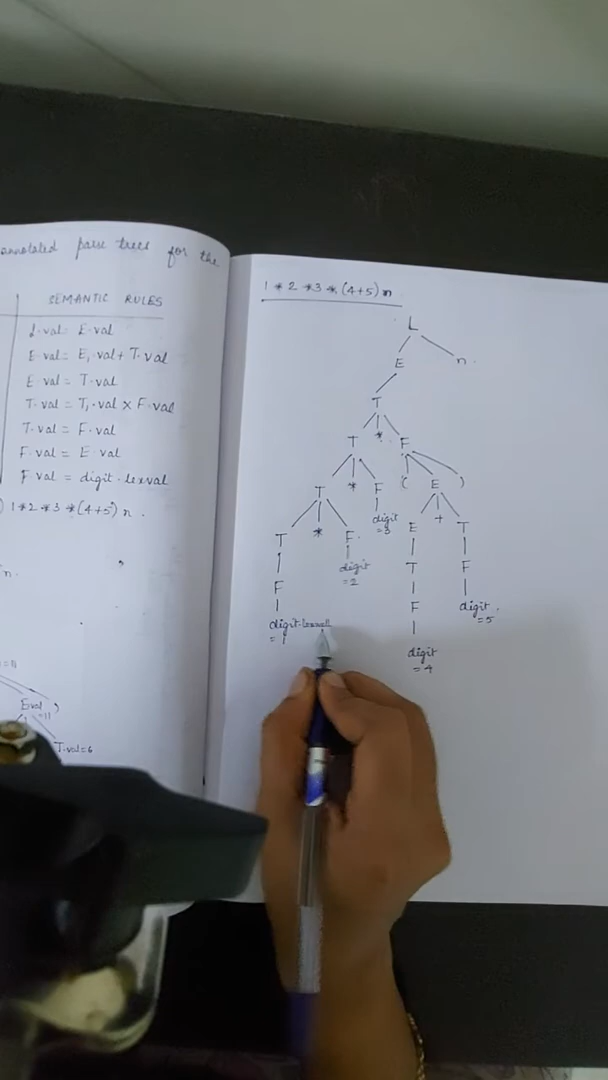 annotated parse trees for the
SEMANTIC RULES
L.val = E.val
E.val = E₁.val + T.val
E.val = T.val
T.val = T₁.val × F.val
T.val = F.val
F.val = E.val
F.val = digit.lexval
) 1*2*3*(4+5) n.
n.
E.val
=11
)
T.val=6
1*2*3*(4+5)n
L
E n.
T
T * F
T * F ( E )
digit
=3
E + T
T * F
digit
=2
T F
F F
digit
=5
digit.lexval
= 1
digit
=4